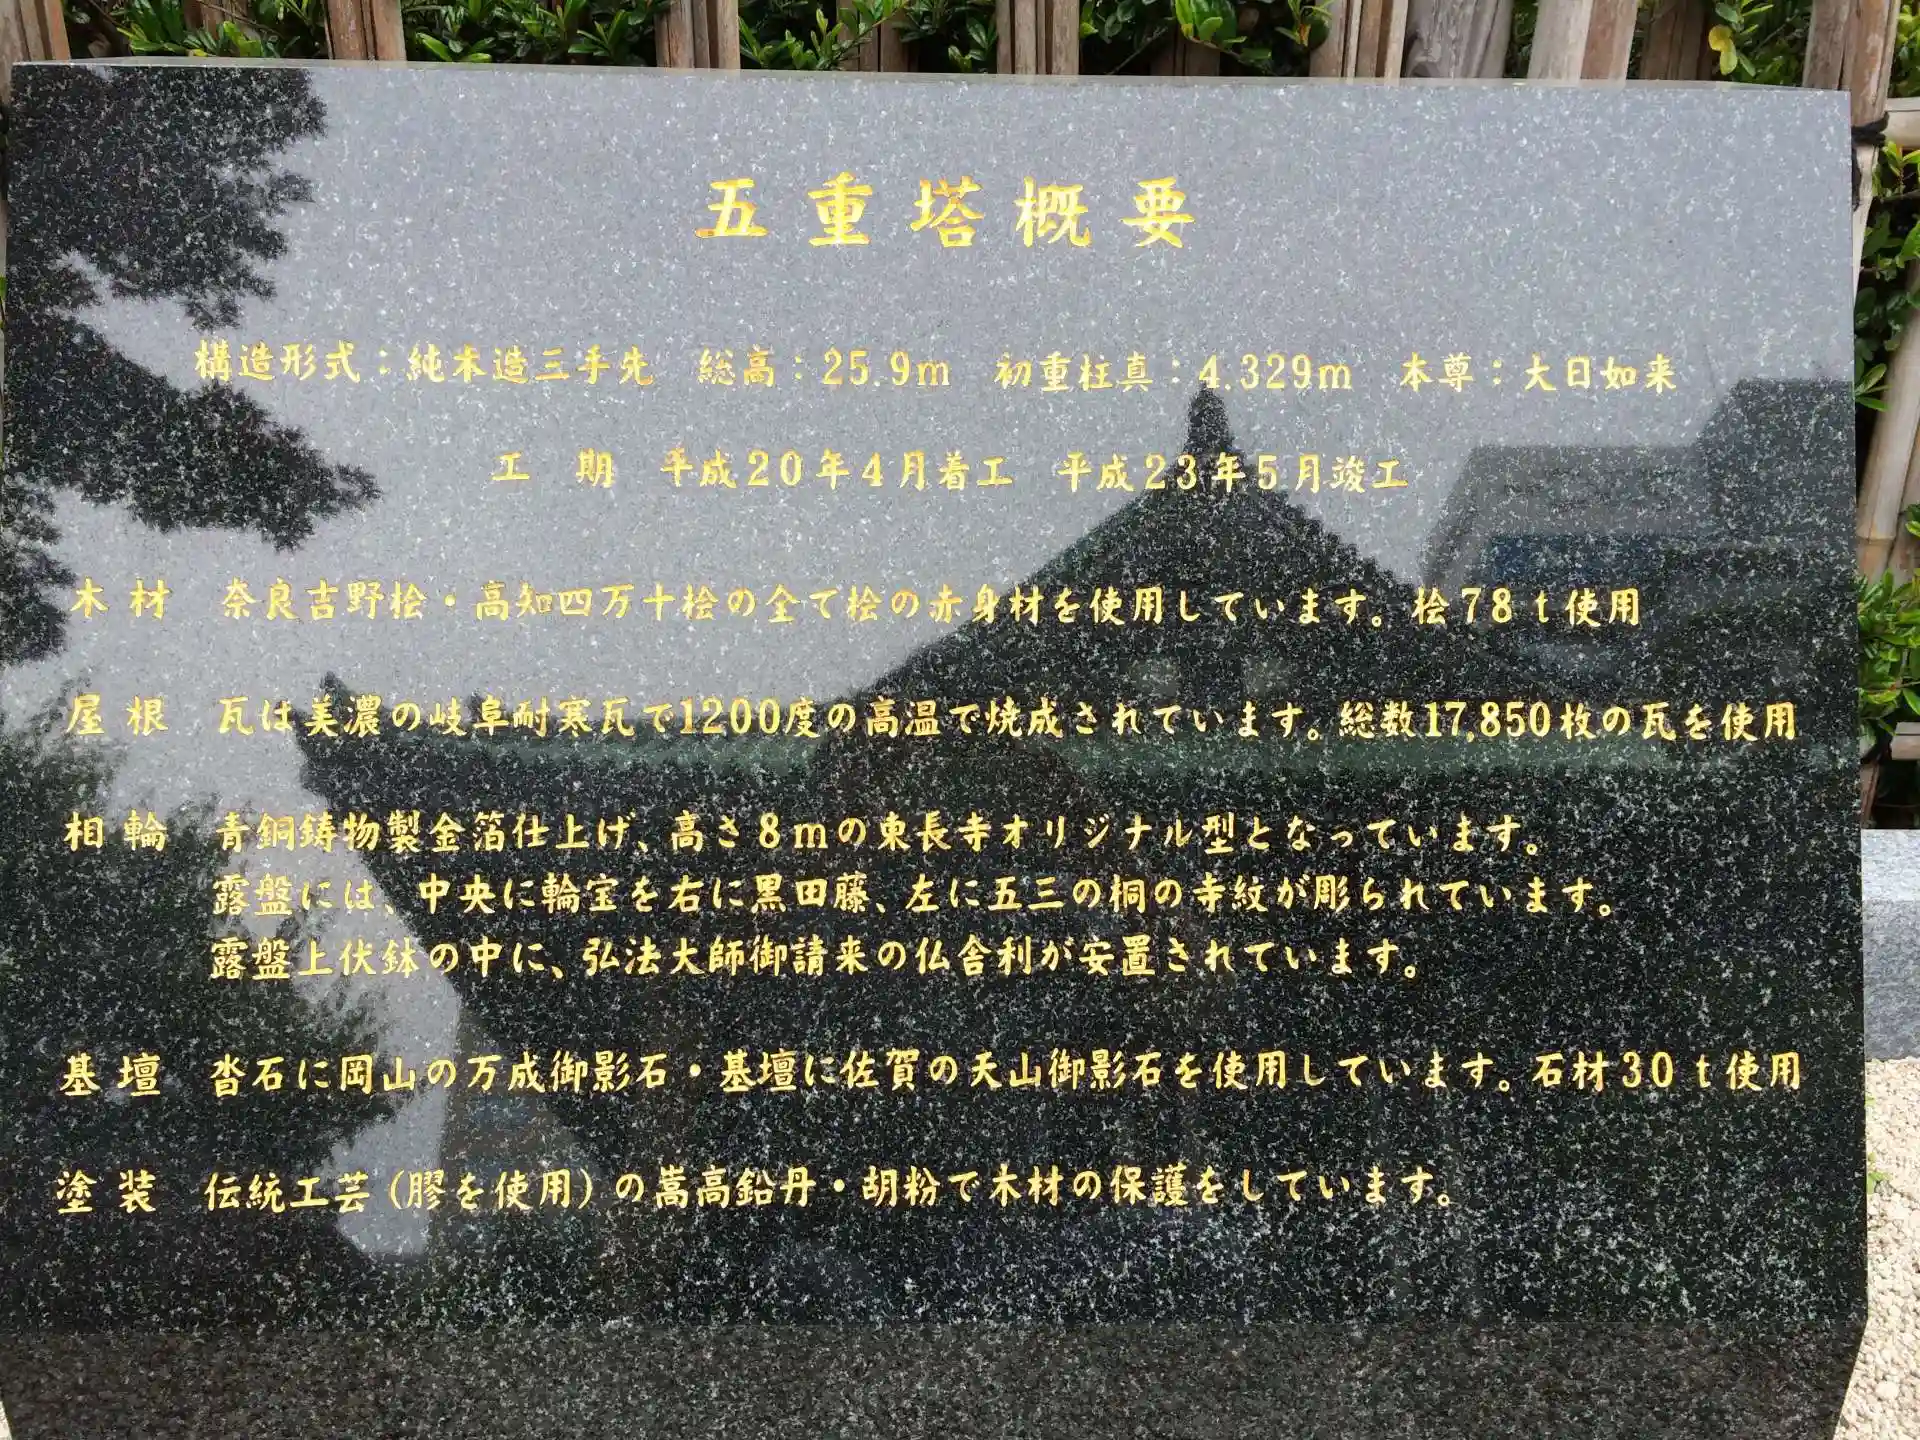 五重塔概要
構造形式：純木造三手先　総高：25.9m　初重柱真：4.329m　本尊：大日如来
工　期　平成20年4月着工　平成23年5月竣工
木 材　奈良吉野桧・高知四万十桧の全て桧の赤身材を使用しています。桧78ｔ使用
屋 根　瓦は美濃の岐阜耐寒瓦で1200度の高温で焼成されています。総数17,850枚の瓦を使用
相 輪　青銅鋳物製金箔仕上げ、高さ8mの東長寺オリジナル型となっています。
露盤には、中央に輪宝を右に黒田藤、左に五三の桐の寺紋が彫られています。
露盤上伏鉢の中に、弘法大師御請来の仏舎利が安置されています。
基 壇　沓石に岡山の万成御影石・基壇に佐賀の天山御影石を使用しています。石材30ｔ使用
塗 装　伝統工芸(膠を使用)の嵩高鉛丹・胡粉で木材の保護をしています。